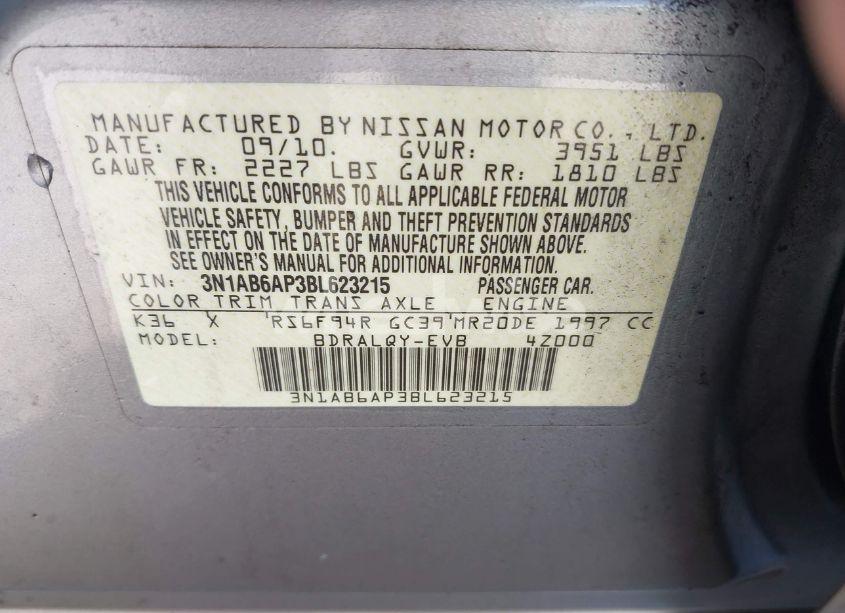 MANUFACTURED BY NISSAN MOTOR CO., LTD.
DATE: 09/10. GVWR: 3951 LBS
GAWR FR: 2227 LBS GAWR RR: 1810 LBS
THIS VEHICLE CONFORMS TO ALL APPLICABLE FEDERAL MOTOR
VEHICLE SAFETY, BUMPER AND THEFT PREVENTION STANDARDS
IN EFFECT ON THE DATE OF MANUFACTURE SHOWN ABOVE.
SEE OWNER'S MANUAL FOR ADDITIONAL INFORMATION.
VIN: 3N1AB6AP3BL623215 PASSENGER CAR.
COLOR TRIM TRANS AXLE ENGINE
K36 X RS6F94R GC39 MR20DE 1997 CC
MODEL: BDRALQY-EVB 4Z000
3N1AB6AP3BL623215